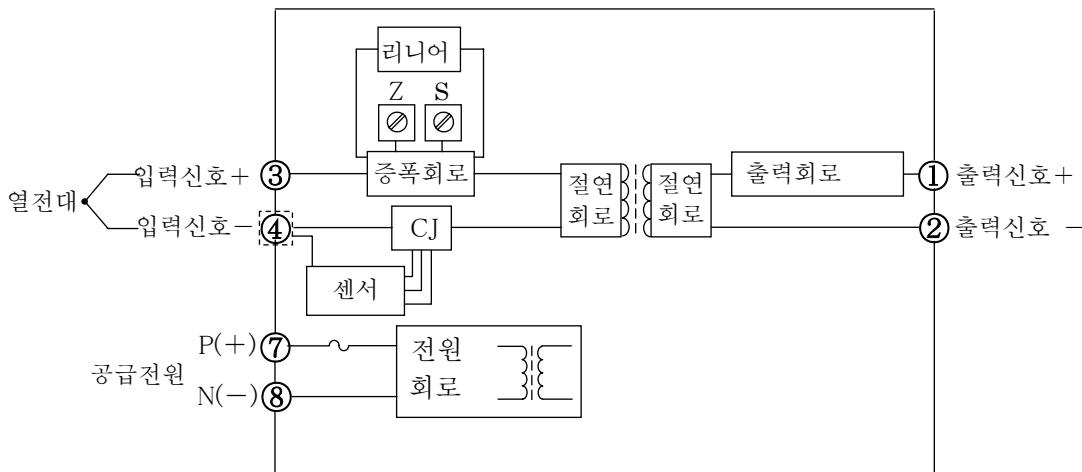 리니어
Z S
열전대
입력신호+
③
증폭회로
절연
회로
절연
회로
출력회로
①
출력신호+
입력신호-
④
CJ
②
출력신호 -
센서
공급전원
P(+)
⑦
N(-)
⑧
전원
회로